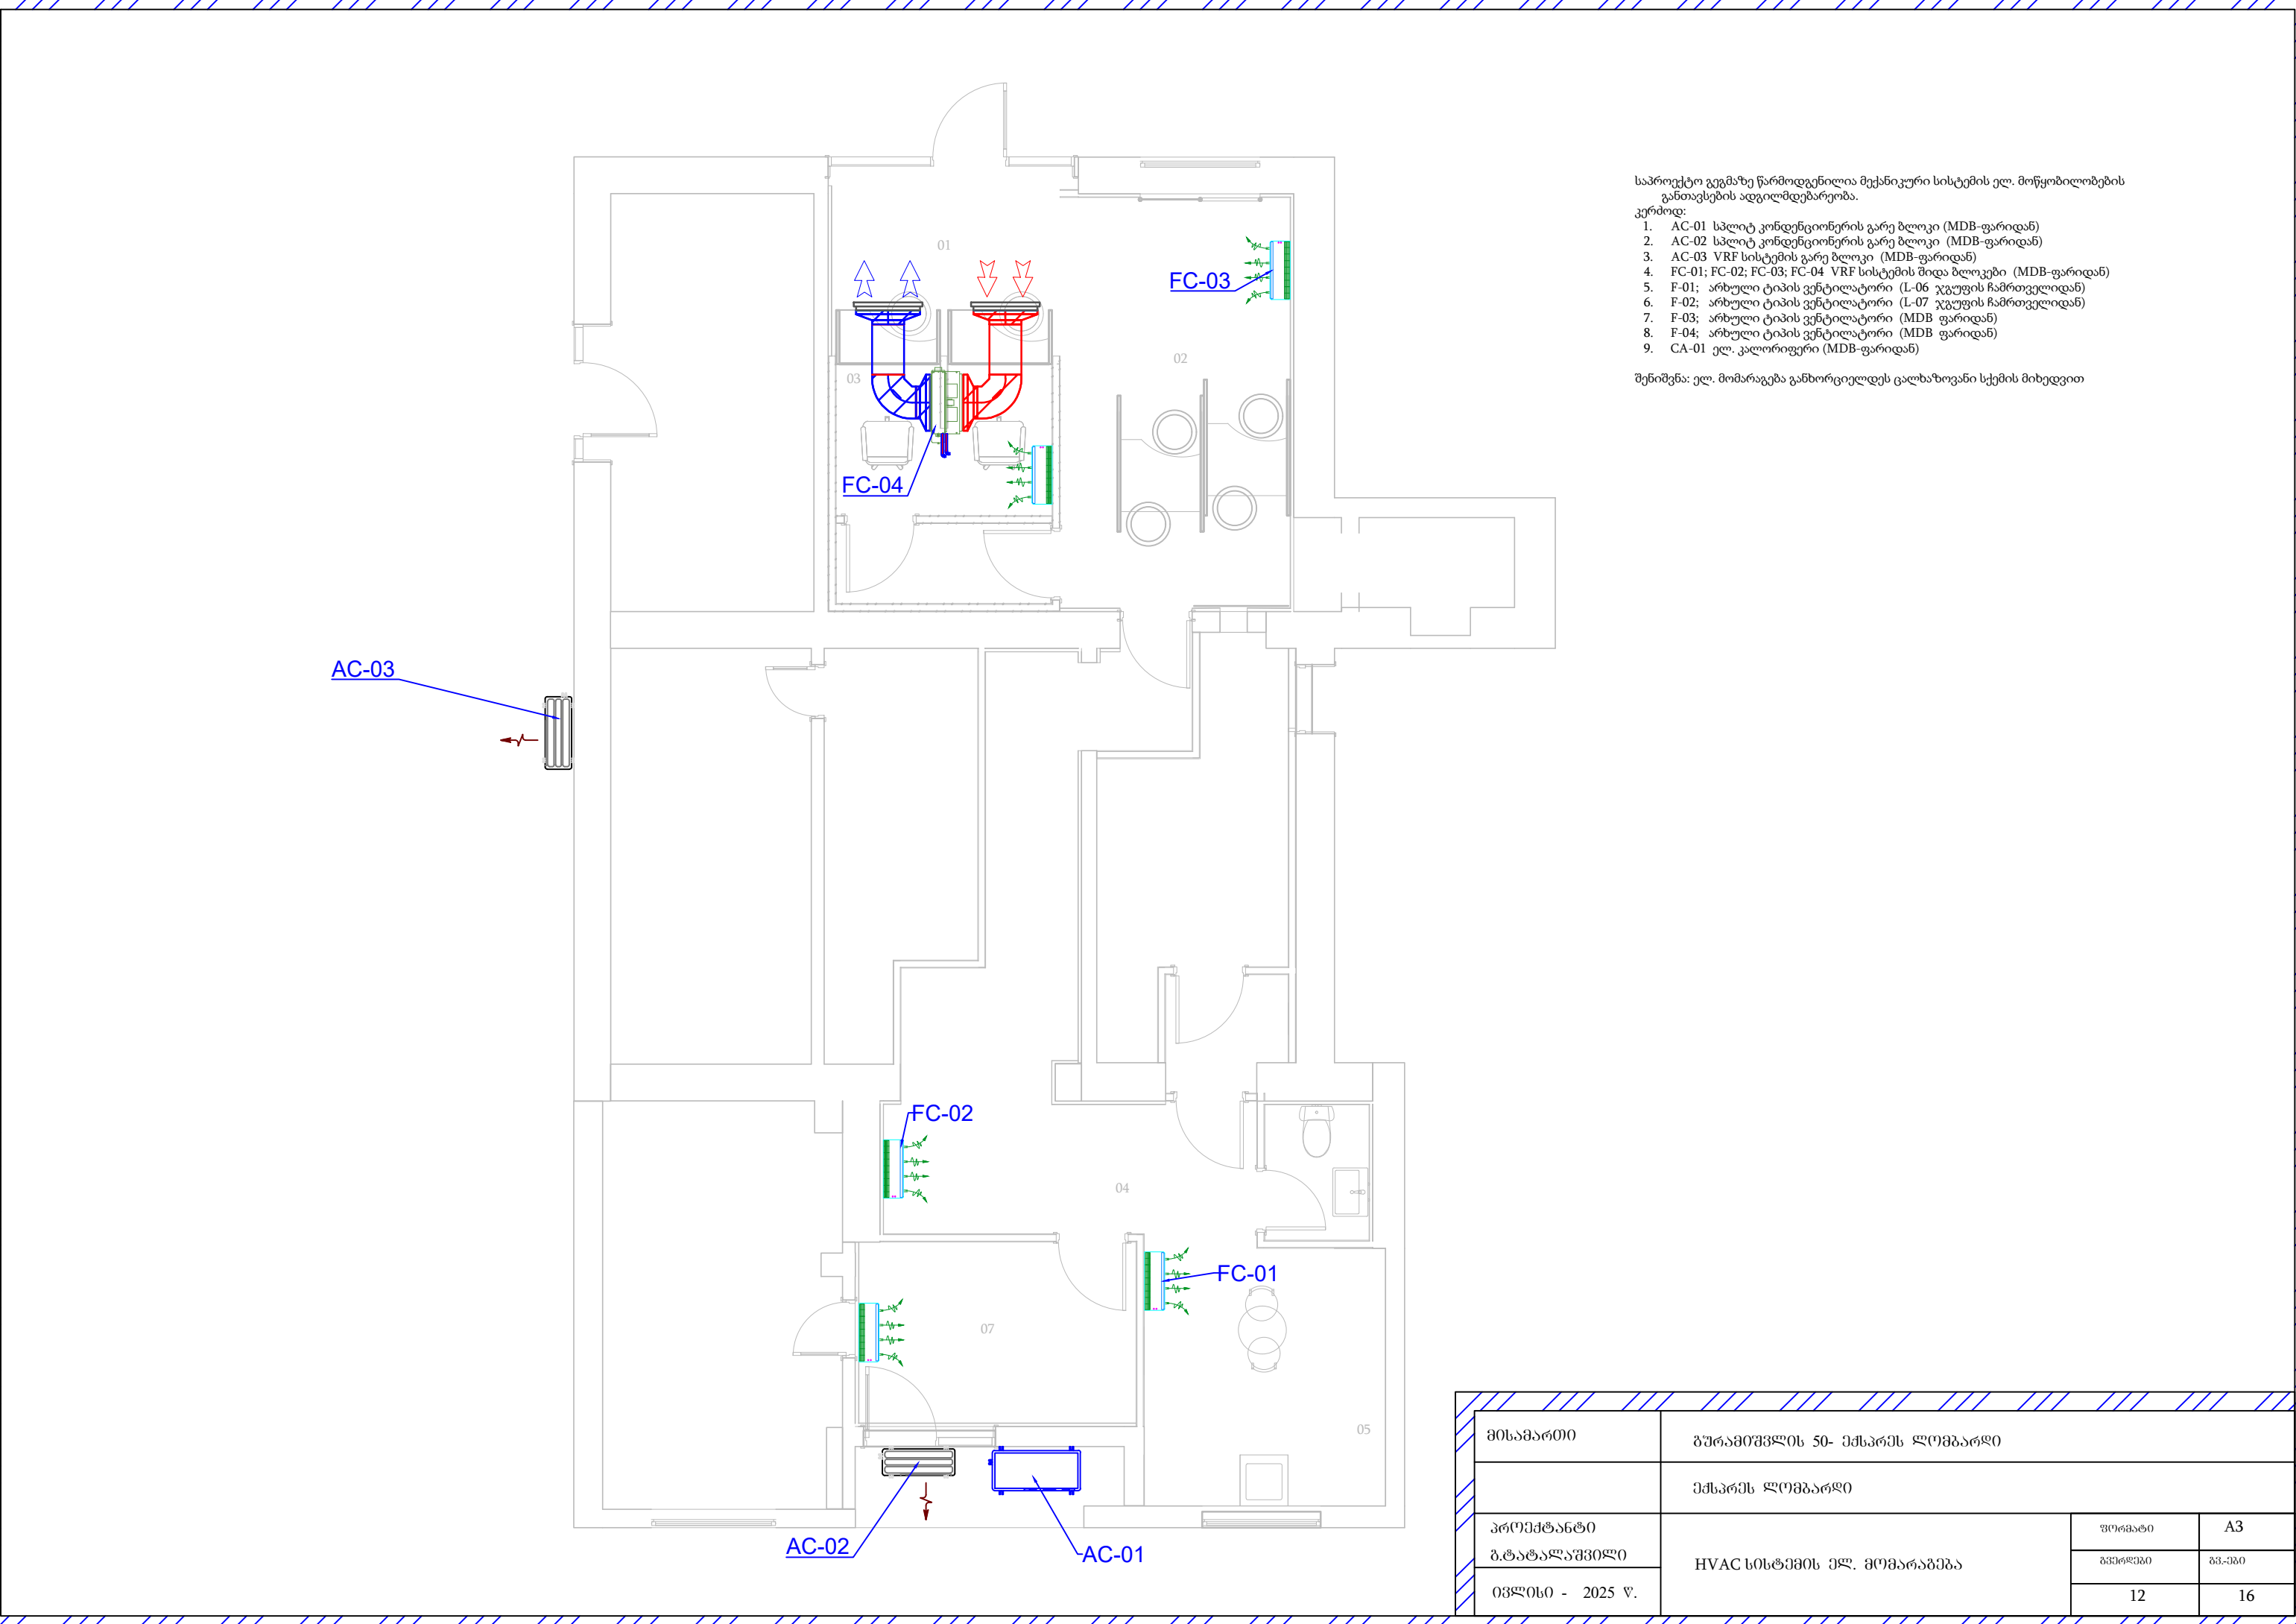 საპროექტო გეგმაზე წარმოდგენილია მექანიკური სისტემის ელ. მოწყობილობების
განთავსების ადგილმდებარეობა.
კერძოდ:
1. AC-01 სპლიტ კონდენციონერის გარე ბლოკი (MDB-ფარიდან)
2. AC-02 სპლიტ კონდენციონერის გარე ბლოკი (MDB-ფარიდან)
3. AC-03 VRF სისტემის გარე ბლოკი (MDB-ფარიდან)
4. FC-01; FC-02; FC-03; FC-04 VRF სისტემის შიდა ბლოკები (MDB-ფარიდან)
5. F-01; არხული ტიპის ვენტილატორი (L-06 ჯგუფის ჩამრთველიდან)
6. F-02; არხული ტიპის ვენტილატორი (L-07 ჯგუფის ჩამრთველიდან)
7. F-03; არხული ტიპის ვენტილატორი (MDB ფარიდან)
8. F-04; არხული ტიპის ვენტილატორი (MDB ფარიდან)
9. CA-01 ელ. კალორიფერი (MDB-ფარიდან)
შენიშვნა: ელ. მომარაგება განხორციელდეს ცალხაზოვანი სქემის მიხედვით
01
FC-03
02
03
FC-04
AC-03
FC-02
04
FC-01
07
05
AC-02
AC-01
მისამართი
გურამიშვლის 50- ექსპრეს ლომბარდი
ექსპრეს ლომბარდი
პროექტანტი
გ.ტატალაშვილი
ივლისი - 2025 წ.
HVAC სისტემის ელ. მომარაგება
ფორმატი
A3
გვერდები
გვ.-ები
12
16